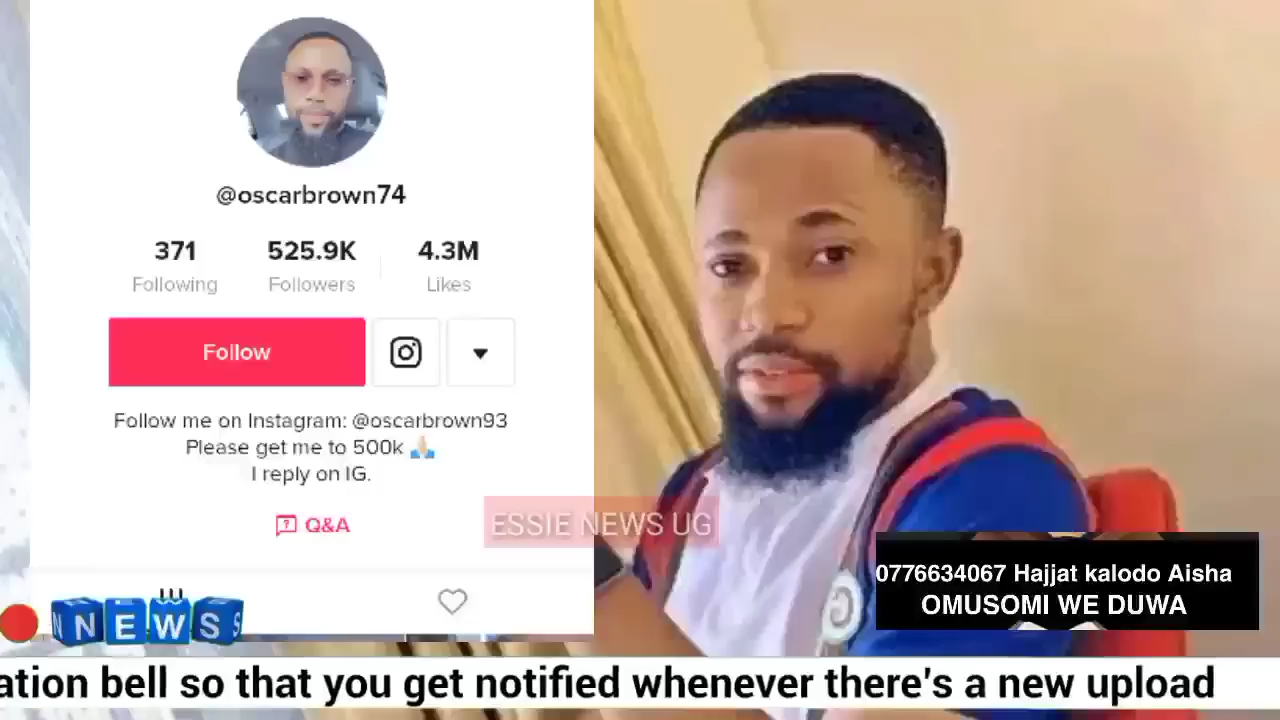 @oscarbrown74
371
Following
525.9K
Followers
4.3M
Likes
Follow
Follow me on Instagram: @oscarbrown93
Please get me to 500k 🙏🏼
I reply on IG.
Q&A
ESSIE NEWS UG
0776634067 Hajjat kalodo Aisha
OMUSOMI WE DUWA
N NEWS
ation bell so that you get notified whenever there's a new upload